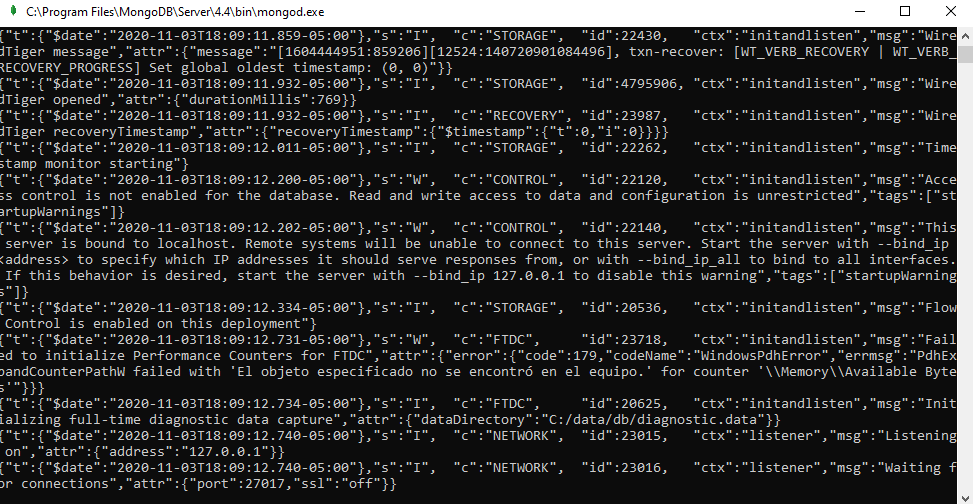 C:\Program Files\MongoDB\Server\4.4\bin\mongod.exe
{"t":{"$date":"2020-11-03T18:09:11.859-05:00"},"s":"I",  "c":"STORAGE",  "id":22430,   "ctx":"initandlisten","msg":"Wire
dTiger message","attr":{"message":"[1604444951:859206][12524:140720901084496], txn-recover: [WT_VERB_RECOVERY | WT_VERB_
RECOVERY_PROGRESS] Set global oldest timestamp: (0, 0)"}}
{"t":{"$date":"2020-11-03T18:09:11.932-05:00"},"s":"I",  "c":"STORAGE",  "id":4795906, "ctx":"initandlisten","msg":"Wire
dTiger opened","attr":{"durationMillis":769}}
{"t":{"$date":"2020-11-03T18:09:11.932-05:00"},"s":"I",  "c":"RECOVERY", "id":23987,   "ctx":"initandlisten","msg":"Wire
dTiger recoveryTimestamp","attr":{"recoveryTimestamp":{"$timestamp":{"t":0,"i":0}}}}
{"t":{"$date":"2020-11-03T18:09:12.011-05:00"},"s":"I",  "c":"STORAGE",  "id":22262,   "ctx":"initandlisten","msg":"Time
stamp monitor starting"}
{"t":{"$date":"2020-11-03T18:09:12.200-05:00"},"s":"W",  "c":"CONTROL",  "id":22120,   "ctx":"initandlisten","msg":"Acce
ss control is not enabled for the database. Read and write access to data and configuration is unrestricted","tags":["st
artupWarnings"]}
{"t":{"$date":"2020-11-03T18:09:12.202-05:00"},"s":"W",  "c":"CONTROL",  "id":22140,   "ctx":"initandlisten","msg":"This
 server is bound to localhost. Remote systems will be unable to connect to this server. Start the server with --bind_ip
<address> to specify which IP addresses it should serve responses from, or with --bind_ip_all to bind to all interfaces.
 If this behavior is desired, start the server with --bind_ip 127.0.0.1 to disable this warning","tags":["startupWarning
s"]}
{"t":{"$date":"2020-11-03T18:09:12.334-05:00"},"s":"I",  "c":"STORAGE",  "id":20536,   "ctx":"initandlisten","msg":"Flow
 Control is enabled on this deployment"}
{"t":{"$date":"2020-11-03T18:09:12.731-05:00"},"s":"W",  "c":"FTDC",     "id":23718,   "ctx":"initandlisten","msg":"Fail
ed to initialize Performance Counters for FTDC","attr":{"error":{"code":179,"codeName":"WindowsPdhError","errmsg":"PdhEx
pandCounterPathW failed with 'El objeto especificado no se encontró en el equipo.' for counter '\\Memory\\Available Byte
s'"}}}
{"t":{"$date":"2020-11-03T18:09:12.734-05:00"},"s":"I",  "c":"FTDC",     "id":20625,   "ctx":"initandlisten","msg":"Init
ializing full-time diagnostic data capture","attr":{"dataDirectory":"C:/data/db/diagnostic.data"}}
{"t":{"$date":"2020-11-03T18:09:12.740-05:00"},"s":"I",  "c":"NETWORK",  "id":23015,   "ctx":"listener","msg":"Listening
 on","attr":{"address":"127.0.0.1"}}
{"t":{"$date":"2020-11-03T18:09:12.740-05:00"},"s":"I",  "c":"NETWORK",  "id":23016,   "ctx":"listener","msg":"Waiting f
or connections","attr":{"port":27017,"ssl":"off"}}